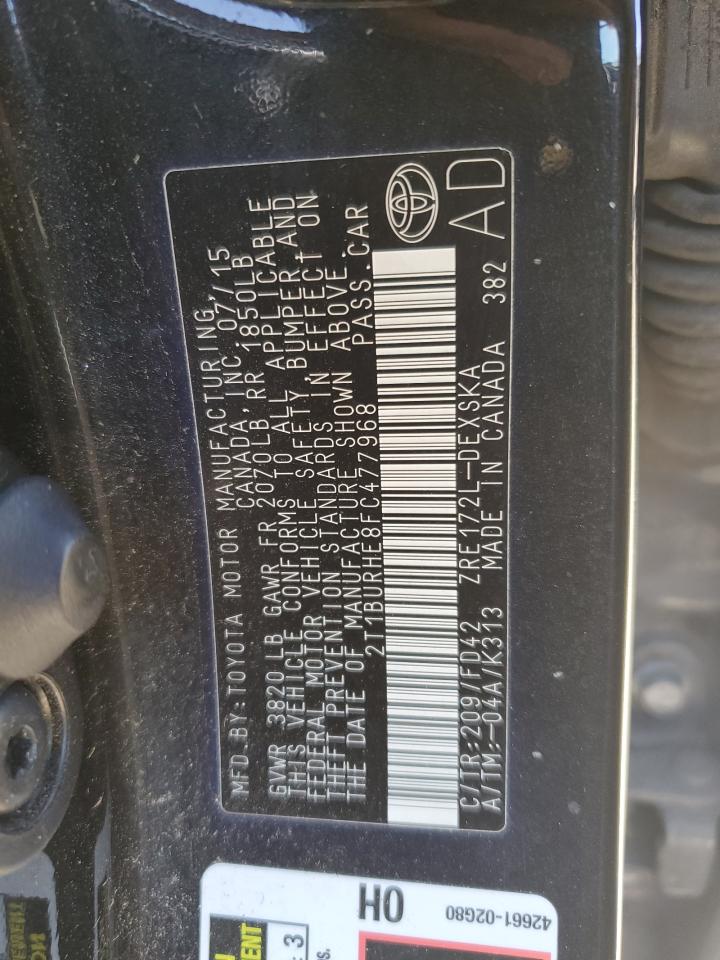 MFD.BY:TOYOTA MOTOR MANUFACTURING,
CANADA,INC. 07/15
GVWR 3820LB GAWR FR 2070LB,RR 1850LB
THIS VEHICLE CONFORMS TO ALL APPLICABLE
FEDERAL MOTOR VEHICLE SAFETY, BUMPER,AND
THEFT PREVENTION STANDARDS IN EFFECT ON
THE DATE OF MANUFACTURE SHOWN ABOVE.
2T1BURHE8FC477968 PASS.CAR
C/TR:209/FD42 ZRE172L-DEXSKA AD
A/TM:-04A/K313 MADE IN CANADA 382
OH
42661-02G80
3